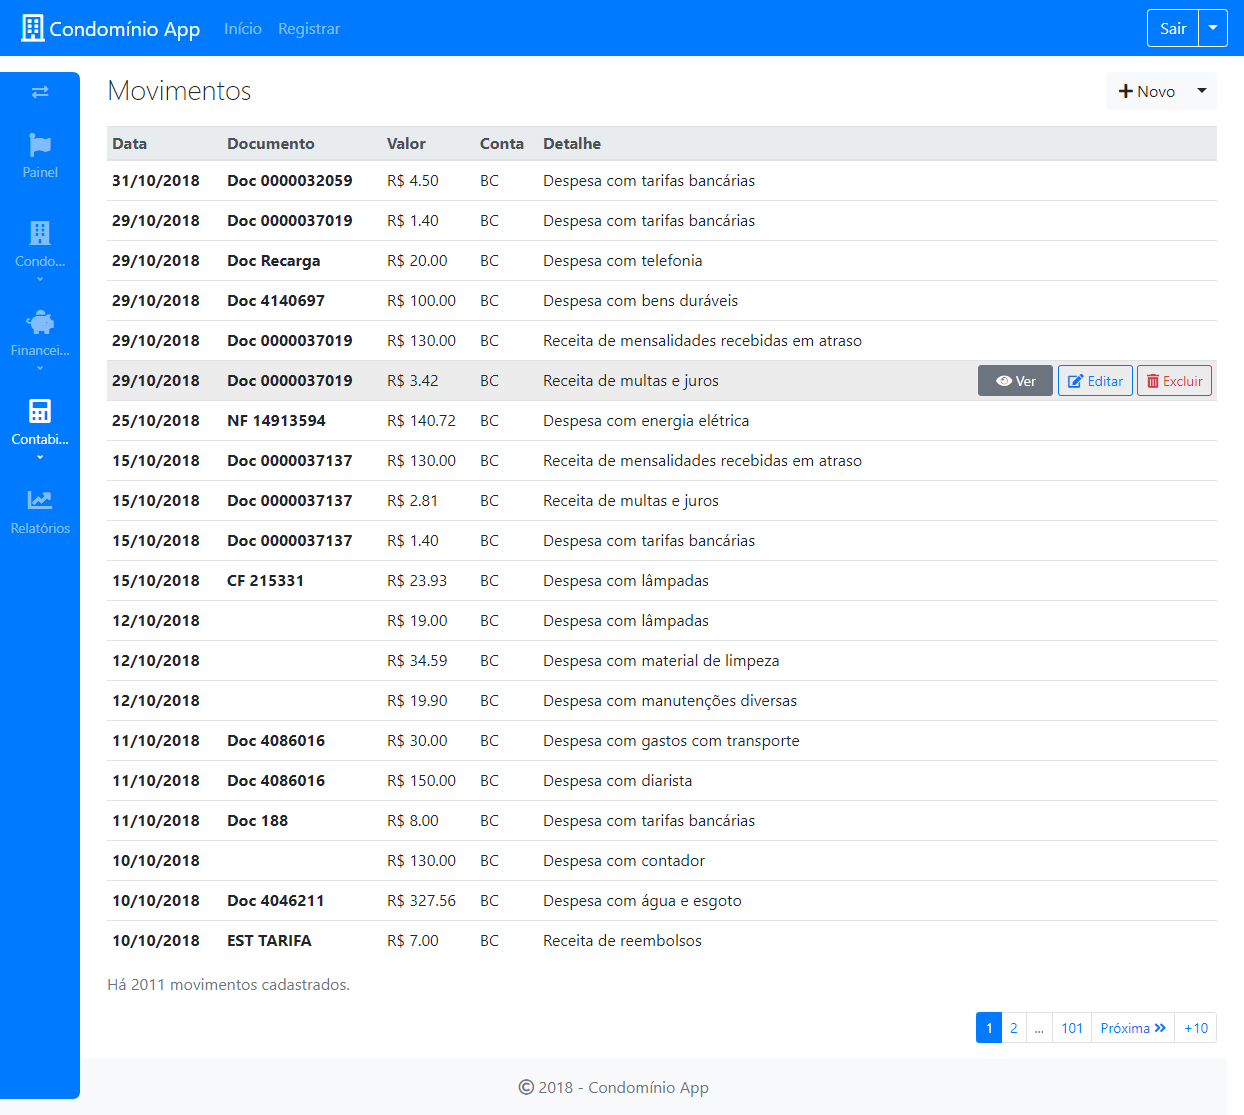 Condomínio App Início Registrar Sair
Movimentos Novo
Painel
Condo...
Financei...
Contabi...
Relatórios
Data Documento Valor Conta Detalhe
31/10/2018 Doc 0000032059 R$ 4.50 BC Despesa com tarifas bancárias
29/10/2018 Doc 0000037019 R$ 1.40 BC Despesa com tarifas bancárias
29/10/2018 Doc Recarga R$ 20.00 BC Despesa com telefonia
29/10/2018 Doc 4140697 R$ 100.00 BC Despesa com bens duráveis
29/10/2018 Doc 0000037019 R$ 130.00 BC Receita de mensalidades recebidas em atraso
29/10/2018 Doc 0000037019 R$ 3.42 BC Receita de multas e juros Ver Editar Excluir
25/10/2018 NF 14913594 R$ 140.72 BC Despesa com energia elétrica
15/10/2018 Doc 0000037137 R$ 130.00 BC Receita de mensalidades recebidas em atraso
15/10/2018 Doc 0000037137 R$ 2.81 BC Receita de multas e juros
15/10/2018 Doc 0000037137 R$ 1.40 BC Despesa com tarifas bancárias
15/10/2018 CF 215331 R$ 23.93 BC Despesa com lâmpadas
12/10/2018 R$ 19.00 BC Despesa com lâmpadas
12/10/2018 R$ 34.59 BC Despesa com material de limpeza
12/10/2018 R$ 19.90 BC Despesa com manutenções diversas
11/10/2018 Doc 4086016 R$ 30.00 BC Despesa com gastos com transporte
11/10/2018 Doc 4086016 R$ 150.00 BC Despesa com diarista
11/10/2018 Doc 188 R$ 8.00 BC Despesa com tarifas bancárias
10/10/2018 R$ 130.00 BC Despesa com contador
10/10/2018 Doc 4046211 R$ 327.56 BC Despesa com água e esgoto
10/10/2018 EST TARIFA R$ 7.00 BC Receita de reembolsos
Há 2011 movimentos cadastrados.
1 2 ... 101 Próxima +10
© 2018 - Condomínio App